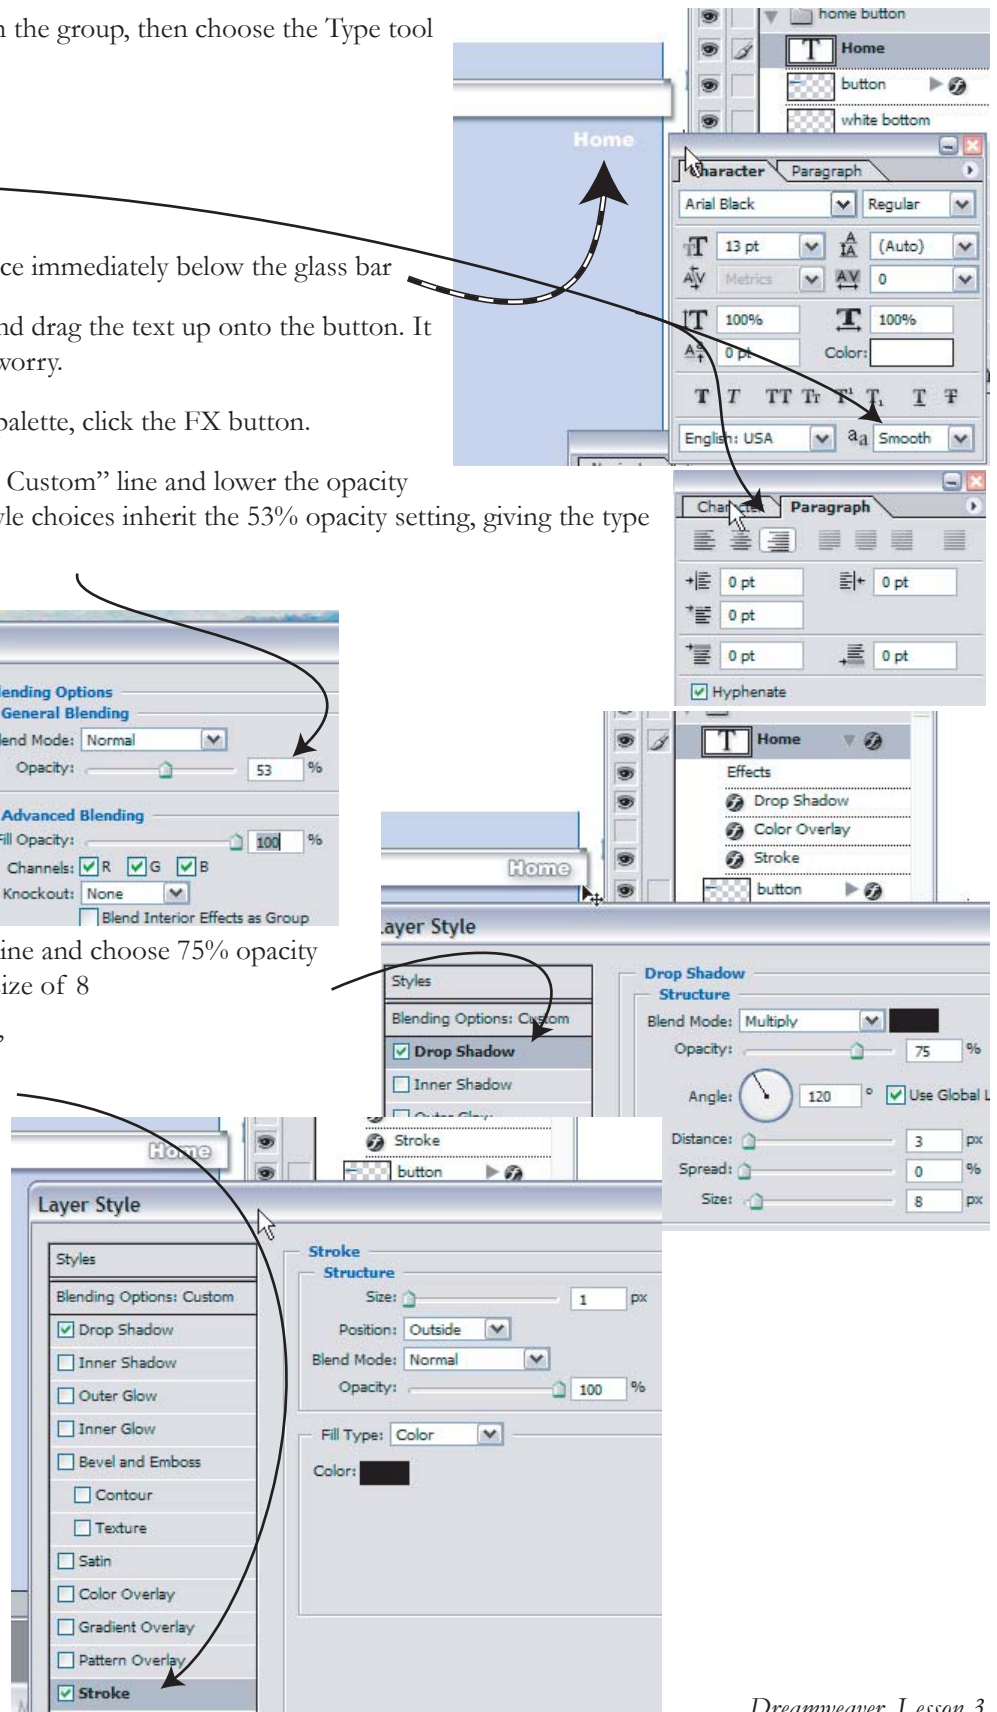 the group, then choose the Type tool
home button
Home
button
white bottom
Home
Character Paragraph
Arial Black Regular
13 pt (Auto)
Metrics 0
100% 100%
0 pt Color:
T T TT Tr T¹ T₁ T T
English: USA aa Smooth
immediately below the glass bar
drag the text up onto the button. It
worry.
palette, click the FX button.
Custom” line and lower the opacity
choices inherit the 53% opacity setting, giving the type
Paragraph
0 pt 0 pt
0 pt
0 pt 0 pt
Hyphenate
Blending Options
General Blending
Blend Mode: Normal
Opacity: 53 %
Advanced Blending
Fill Opacity: 100 %
Channels: R G B
Knockout: None
Blend Interior Effects as Group
Home
Effects
Drop Shadow
Color Overlay
Stroke
button
Home
line and choose 75% opacity
size of 8
Layer Style
Styles
Blending Options: Custom
Drop Shadow
Inner Shadow
Outer Glow
Drop Shadow
Structure
Blend Mode: Multiply
Opacity: 75 %
Angle: 120 ° Use Global L
Distance: 3 px
Spread: 0 %
Size: 8 px
Home
Stroke
button
Layer Style
Styles
Blending Options: Custom
Drop Shadow
Inner Shadow
Outer Glow
Inner Glow
Bevel and Emboss
Contour
Texture
Satin
Color Overlay
Gradient Overlay
Pattern Overlay
Stroke
Stroke
Structure
Size: 1 px
Position: Outside
Blend Mode: Normal
Opacity: 100 %
Fill Type: Color
Color:
Dreamweaver Lesson 3